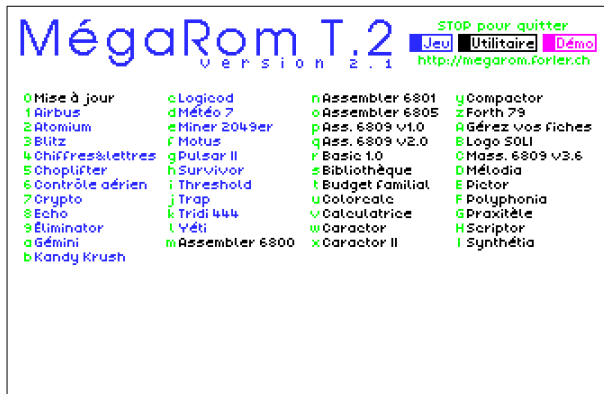 MégaRom T.2
version 2.1
STOP pour quitter
Jeu Utilitaire Démo
http://megarom.forler.ch
0 Mise à jour
1 Airbus
2 Atomium
3 Blitz
4 Chiffres&lettres
5 Choplifter
6 Contrôle aérien
7 Crypto
8 Echo
9 Éliminator
a Gémini
b Kandy Krush
c Logicod
d Météo 7
e Miner 2049er
f Motus
g Pulsar II
h Survivor
i Threshold
j Trap
k Tridi 444
l Yéti
m Assembler 6800
n Assembler 6801
o Assembler 6805
p Ass. 6809 v1.0
q Ass. 6809 v2.0
r Basic 1.0
s Bibliothèque
t Budget familial
u Colorcalc
v Calculatrice
w Caractor
x Caractor II
y Compactor
z Forth 79
A Gérez vos fiches
B Logo SOLI
C Mass. 6809 v3.6
D Mélodia
E Pictor
F Polyphonia
G Praxitèle
H Scriptor
I Synthétia